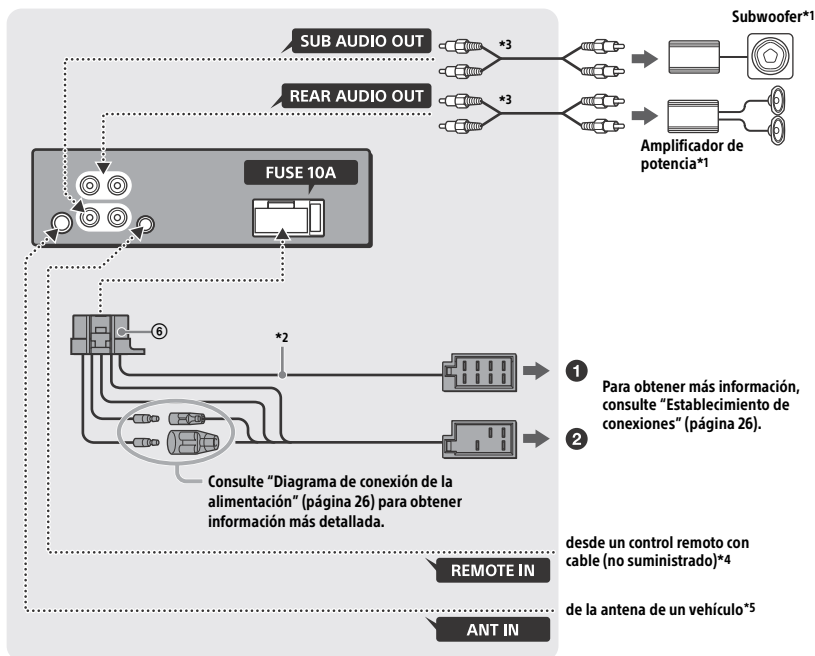 Subwoofer*1
SUB AUDIO OUT
*3
REAR AUDIO OUT
*3
Amplificador de
potencia*1
FUSE 10A
⑥
*2
❶
Para obtener más información,
consulte “Establecimiento de
conexiones” (página 26).
❷
Consulte “Diagrama de conexión de la
alimentación” (página 26) para obtener
información más detallada.
desde un control remoto con
cable (no suministrado)*4
REMOTE IN
de la antena de un vehículo*5
ANT IN